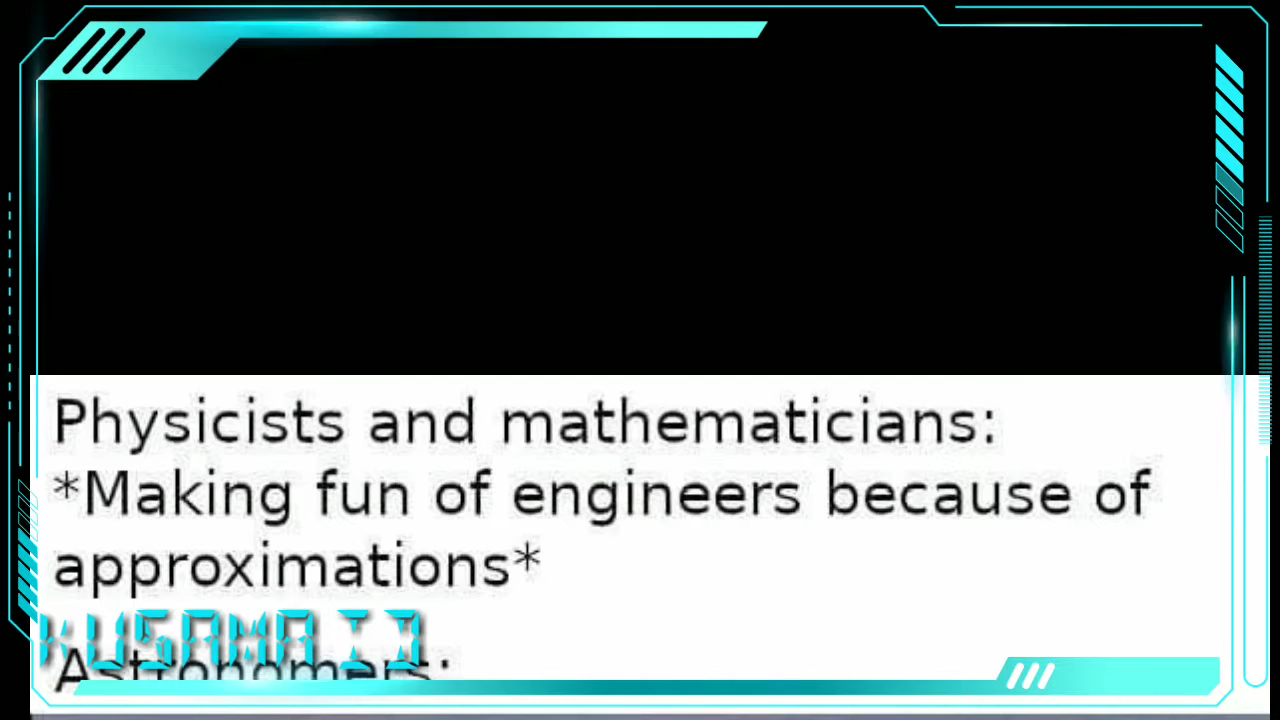 Physicists and mathematicians:
*Making fun of engineers because of
approximations*
Astronomers: